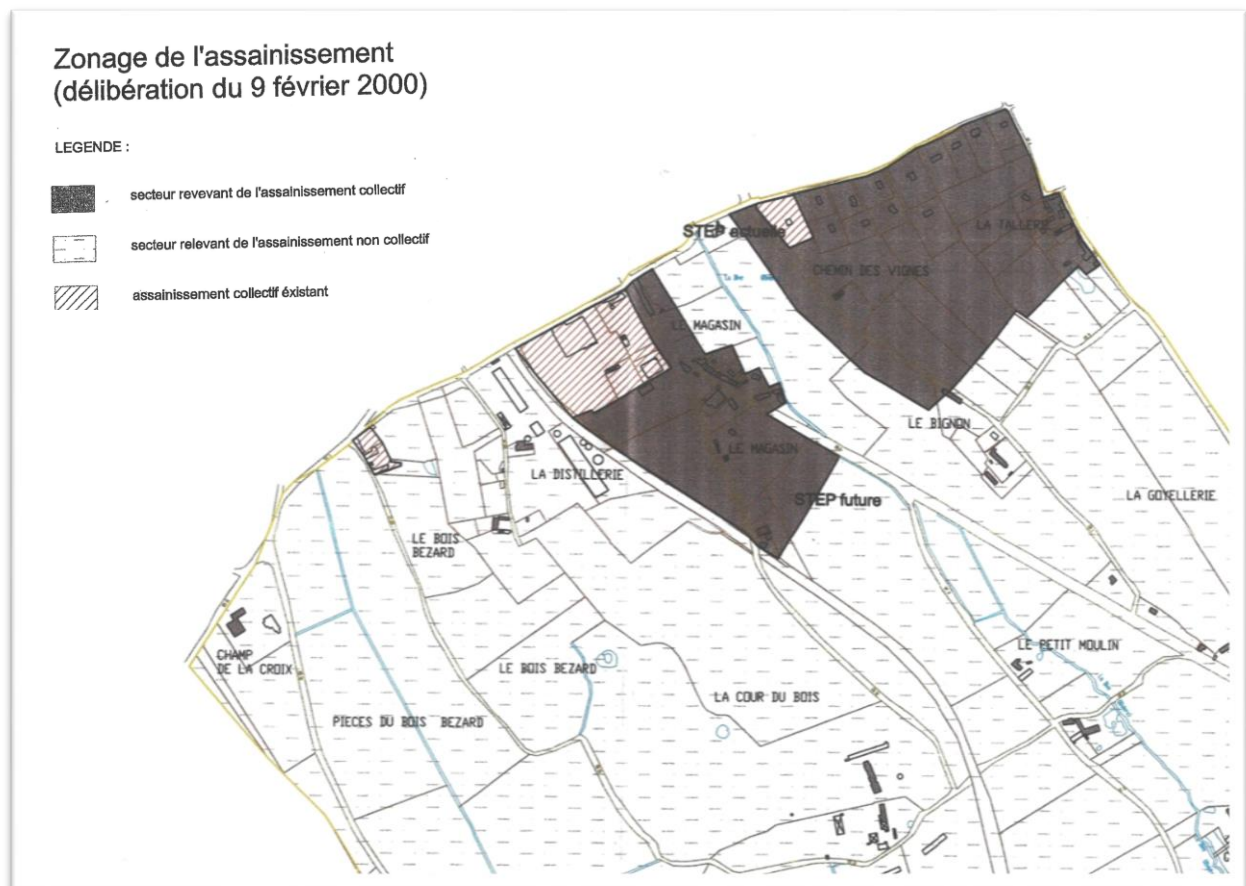 Zonage de l'assainissement
(délibération du 9 février 2000)
LEGENDE :
secteur revevant de l'assainissement collectif
secteur relevant de l'assainissement non collectif
assainissement collectif éxistant
STEP actuelle
LA TALLERIE
CHEMIN DES VIGNES
LE MAGASIN
LE BIGNON
LE MAGASIN
LA DISTILLERIE
LA GOYELLERIE
STEP future
LE BOIS
BEZARD
LE PETIT MOULIN
CHAMP
DE LA CROIX
LE BOIS BEZARD
LA COUR DU BOIS
PIECES DU BOIS BEZARD